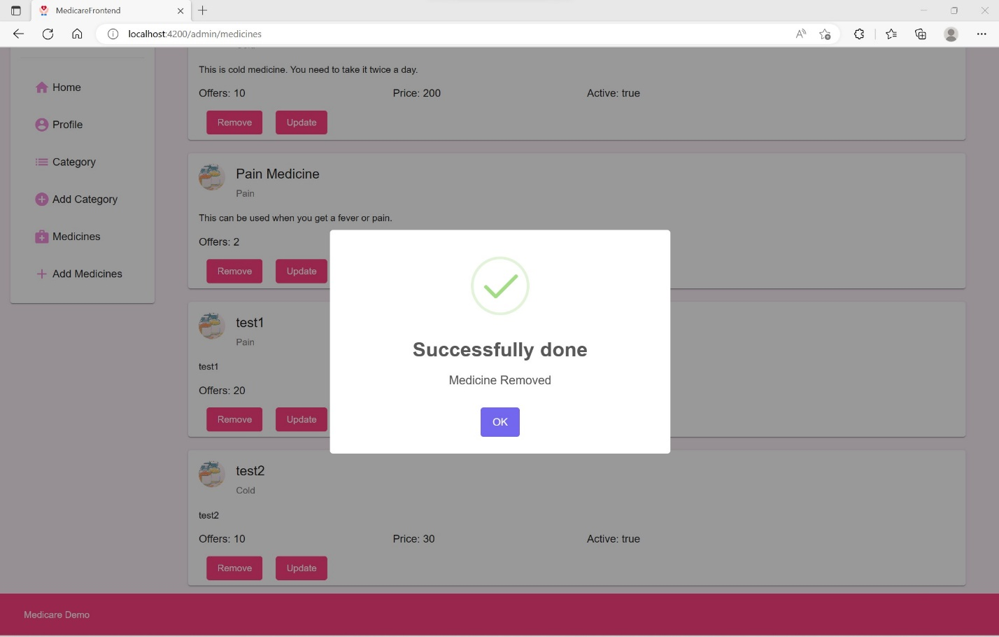 MedicareFrontend
localhost:4200/admin/medicines
Home
Profile
Category
Add Category
Medicines
Add Medicines
This is cold medicine. You need to take it twice a day.
Offers: 10 Price: 200 Active: true
Remove Update
Pain Medicine
Pain
This can be used when you get a fever or pain.
Offers: 2
Remove Update
test1
Pain
test1
Offers: 20
Remove Update
test2
Cold
test2
Offers: 10 Price: 30 Active: true
Remove Update
Successfully done
Medicine Removed
OK
Medicare Demo